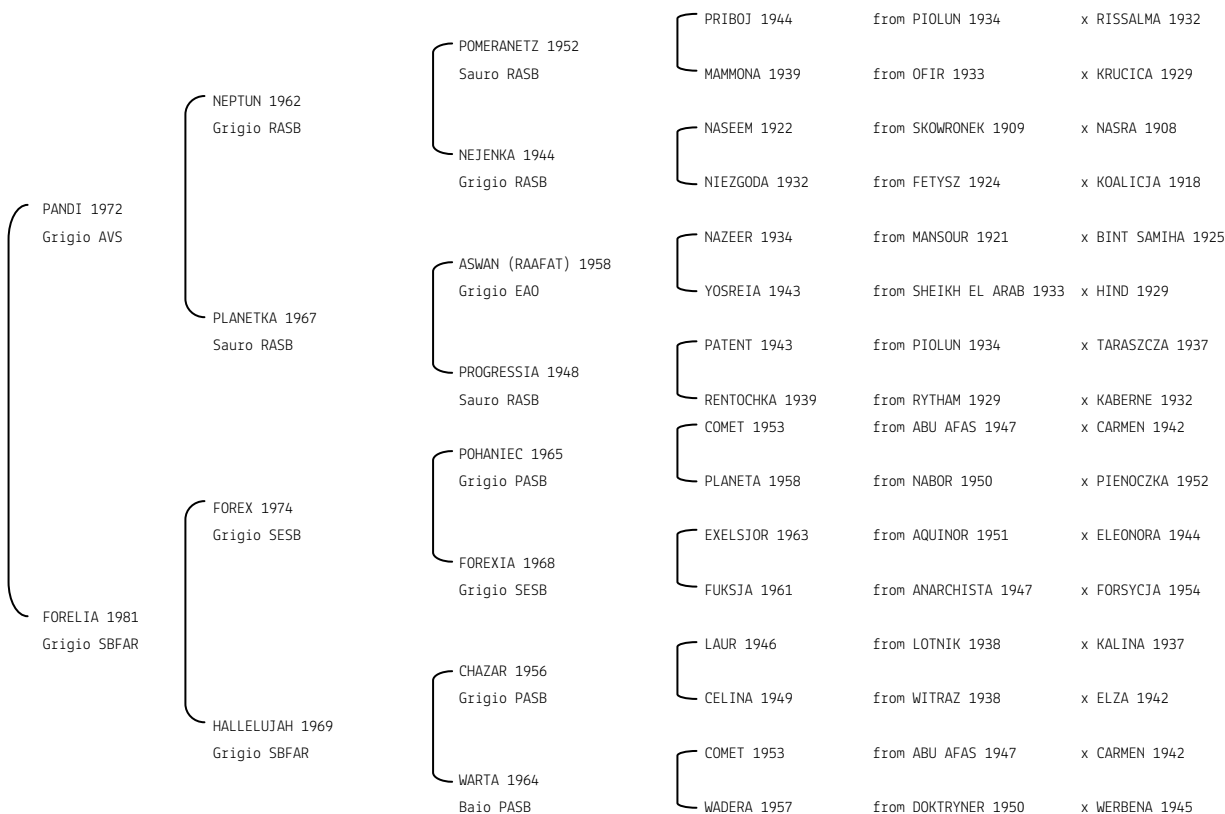 PRIBOJ 1944 from PIOLUN 1934 x RISSALMA 1932
POMERANETZ 1952
Sauro RASB
MAMMONA 1939 from OFIR 1933 x KRUCICA 1929
NEPTUN 1962
Grigio RASB
NASEEM 1922 from SKOWRONEK 1909 x NASRA 1908
NEJENKA 1944
Grigio RASB
NIEZGODA 1932 from FETYSZ 1924 x KOALICJA 1918
PANDI 1972
Grigio AVS
NAZEER 1934 from MANSOUR 1921 x BINT SAMIHA 1925
ASWAN (RAAFAT) 1958
Grigio EAO
YOSREIA 1943 from SHEIKH EL ARAB 1933 x HIND 1929
PLANETKA 1967
Sauro RASB
PATENT 1943 from PIOLUN 1934 x TARASZCZA 1937
PROGRESSIA 1948
Sauro RASB
RENTOCHKA 1939 from RYTHAM 1929 x KABERNE 1932
COMET 1953 from ABU AFAS 1947 x CARMEN 1942
POHANIEC 1965
Grigio PASB
PLANETA 1958 from NABOR 1950 x PIENOCZKA 1952
FOREX 1974
Grigio SESB
EXELSJOR 1963 from AQUINOR 1951 x ELEONORA 1944
FOREXIA 1968
Grigio SESB
FUKSJA 1961 from ANARCHISTA 1947 x FORSYCJA 1954
FORELIA 1981
Grigio SBFAR
LAUR 1946 from LOTNIK 1938 x KALINA 1937
CHAZAR 1956
Grigio PASB
CELINA 1949 from WITRAZ 1938 x ELZA 1942
HALLELUJAH 1969
Grigio SBFAR
COMET 1953 from ABU AFAS 1947 x CARMEN 1942
WARTA 1964
Baio PASB
WADERA 1957 from DOKTRYNER 1950 x WERBENA 1945